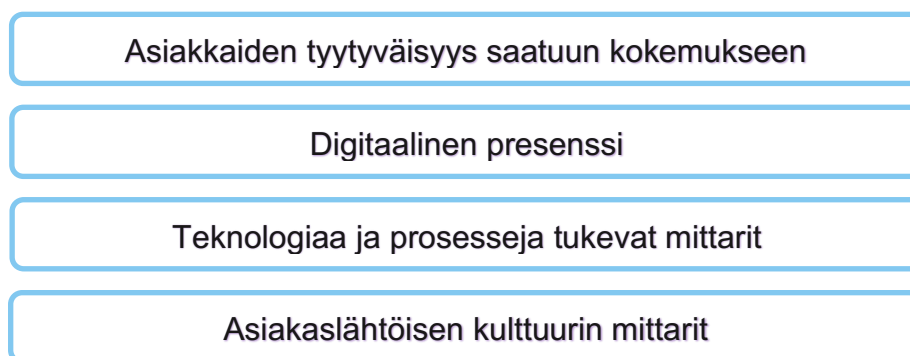 Asiakkaiden tyytyväisyys saatuun kokemukseen
Digitaalinen presenssi
Teknologiaa ja prosesseja tukevat mittarit
Asiakaslähtöisen kulttuurin mittarit